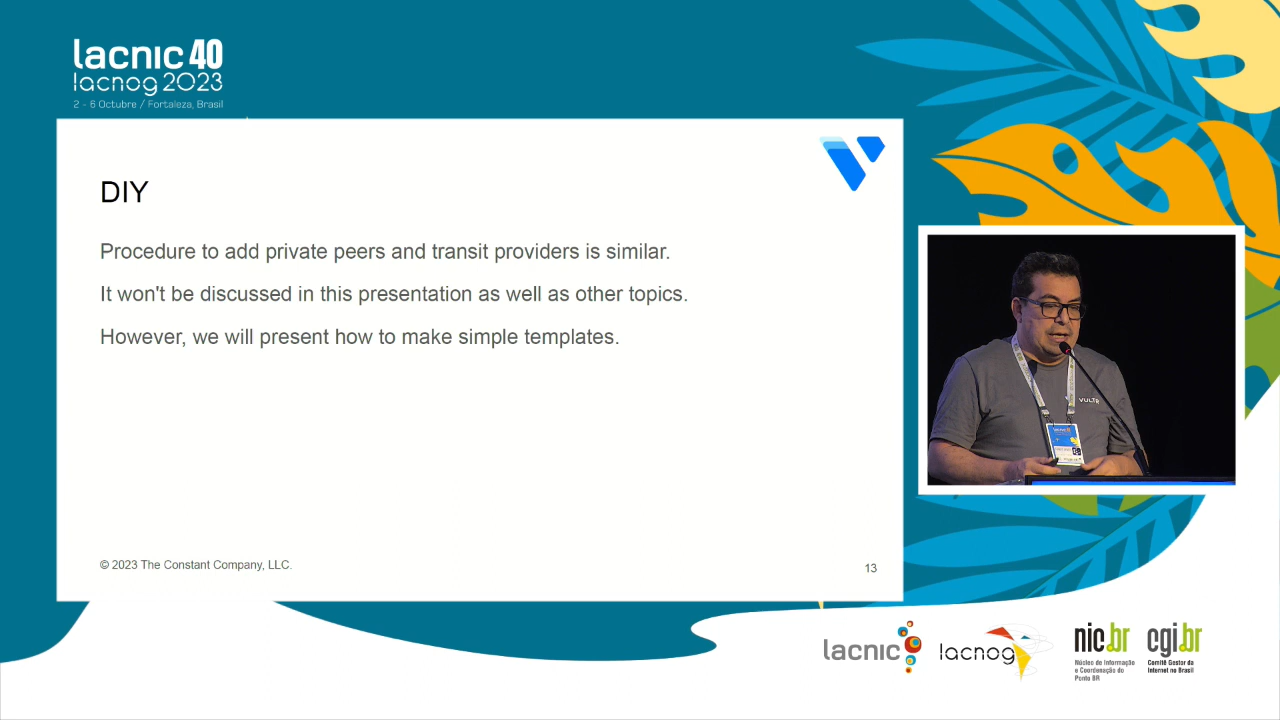 lacnic 40
lacnog 2023
2 - 6 Octubre / Fortaleza, Brasil
DIY
Procedure to add private peers and transit providers is similar.
It won't be discussed in this presentation as well as other topics.
However, we will present how to make simple templates.
© 2023 The Constant Company, LLC.
13
VULTR
lacnic
lacnog
nic.br
Núcleo de Informação
e Coordenação do
Ponto BR
cgi.br
Comitê Gestor da
Internet no Brasil